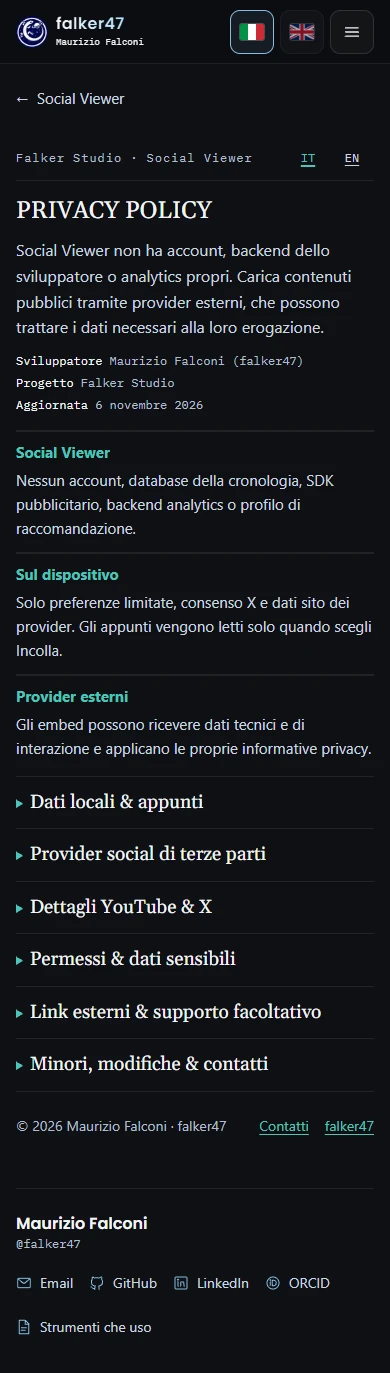 falker47
Maurizio Falconi
← Social Viewer
Falker Studio · Social Viewer
IT
EN
PRIVACY POLICY
Social Viewer non ha account, backend dello
sviluppatore o analytics propri. Carica contenuti
pubblici tramite provider esterni, che possono
trattare i dati necessari alla loro erogazione.
Sviluppatore Maurizio Falconi (falker47)
Progetto Falker Studio
Aggiornata 6 novembre 2026
Social Viewer
Nessun account, database della cronologia, SDK
pubblicitario, backend analytics o profilo di
raccomandazione.
Sul dispositivo
Solo preferenze limitate, consenso X e dati sito dei
provider. Gli appunti vengono letti solo quando scegli
Incolla.
Provider esterni
Gli embed possono ricevere dati tecnici e di
interazione e applicano le proprie informative privacy.
Dati locali & appunti
Provider social di terze parti
Dettagli YouTube & X
Permessi & dati sensibili
Link esterni & supporto facoltativo
Minori, modifiche & contatti
© 2026 Maurizio Falconi · falker47
Contatti
falker47
Maurizio Falconi
@falker47
Email
GitHub
LinkedIn
ORCID
Strumenti che uso